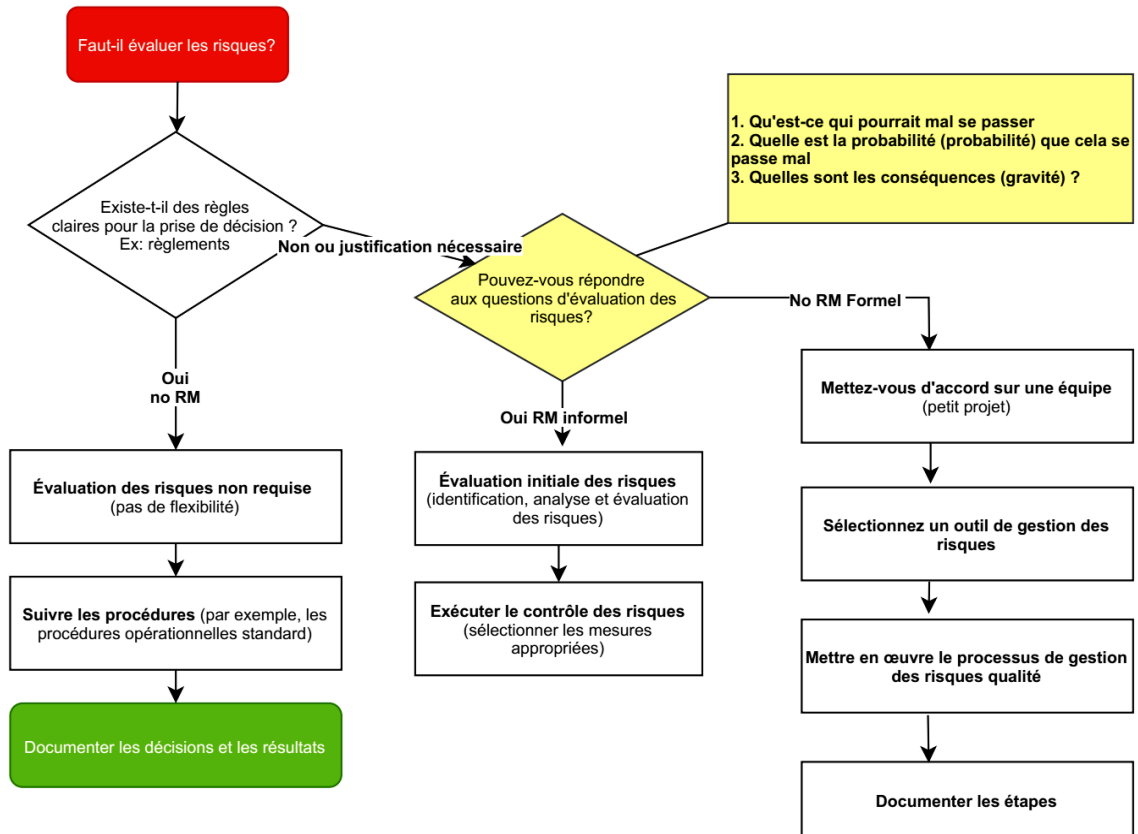 Faut-il évaluer les risques?
1. Qu'est-ce qui pourrait mal se passer
2. Quelle est la probabilité (probabilité) que cela se
passe mal
3. Quelles sont les conséquences (gravité) ?
Existe-t-il des règles
claires pour la prise de décision ?
Ex: règlements
Non ou justification nécessaire
Pouvez-vous répondre
aux questions d'évaluation des
risques?
No RM Formel
Oui
no RM
Oui RM informel
Mettez-vous d'accord sur une équipe
(petit projet)
Évaluation des risques non requise
(pas de flexibilité)
Évaluation initiale des risques
(identification, analyse et évaluation
des risques)
Sélectionnez un outil de gestion des
risques
Suivre les procédures (par exemple, les
procédures opérationnelles standard)
Exécuter le contrôle des risques
(sélectionner les mesures
appropriées)
Mettre en œuvre le processus de gestion
des risques qualité
Documenter les décisions et les résultats
Documenter les étapes